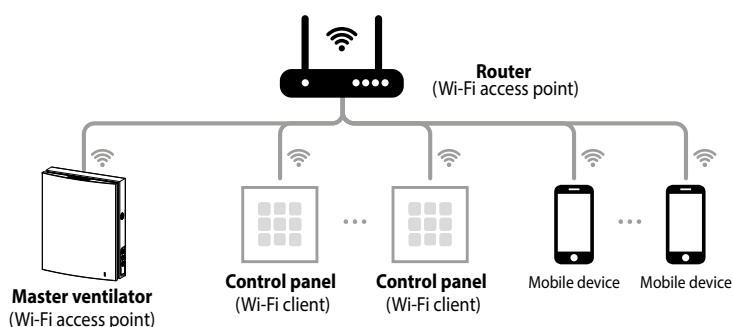 Router
(Wi-Fi access point)
Master ventilator
(Wi-Fi access point)
Control panel
(Wi-Fi client)
Control panel
(Wi-Fi client)
Mobile device
Mobile device